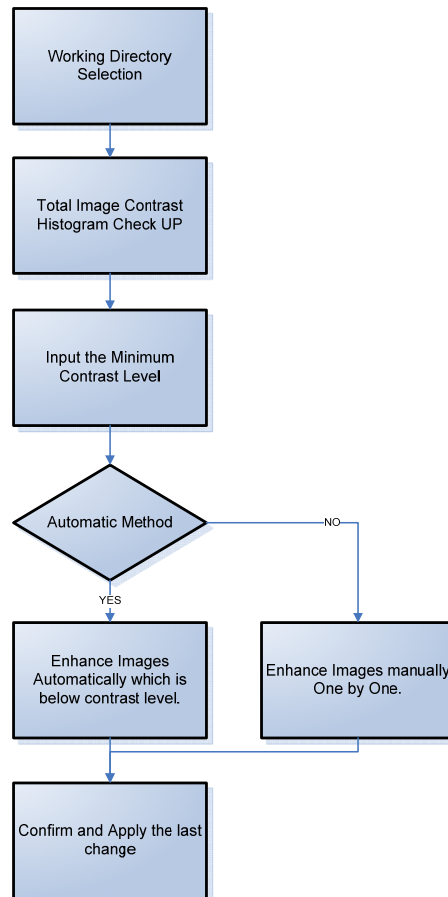 Working Directory
Selection
Total Image Contrast
Histogram Check UP
Input the Minimum
Contrast Level
Automatic Method
NO
YES
Enhance Images
Automatically which is
below contrast level.
Enhance Images manually
One by One.
Confirm and Apply the last
change